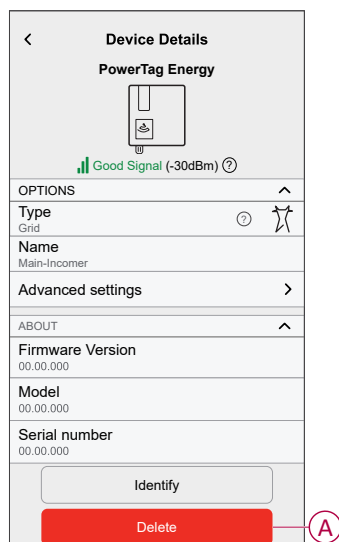 Device Details
PowerTag Energy
Good Signal (-30dBm) ?
OPTIONS
Type
Grid
?
Name
Main-Incomer
Advanced settings
ABOUT
Firmware Version
00.00.000
Model
00.00.000
Serial number
00.00.000
Identify
Delete
A